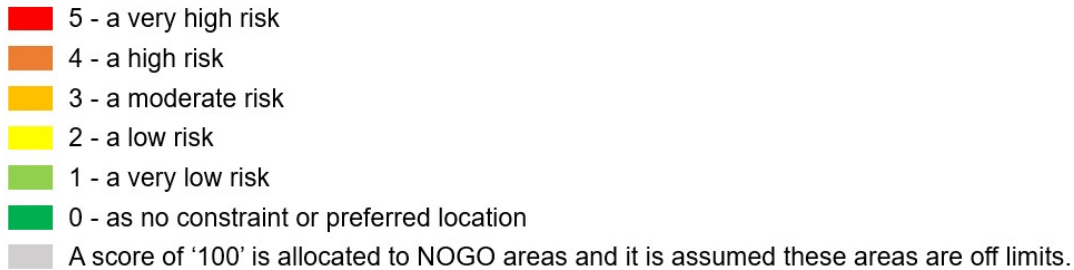 5 - a very high risk
4 - a high risk
3 - a moderate risk
2 - a low risk
1 - a very low risk
0 - as no constraint or preferred location
A score of ‘100’ is allocated to NOGO areas and it is assumed these areas are off limits.